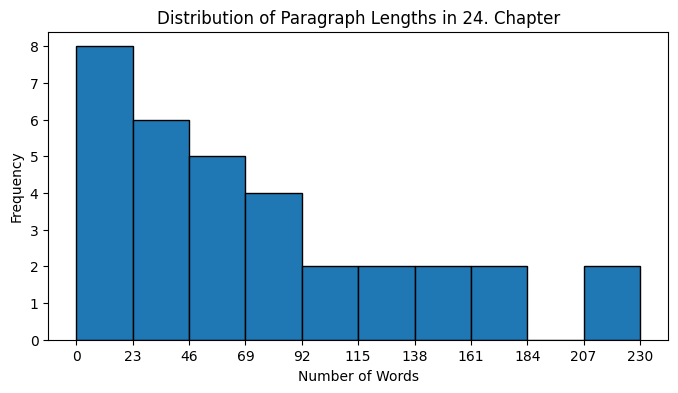 Distribution of Paragraph Lengths in 24. Chapter
8
7
6
5
4
3
2
1
0
Frequency
0 23 46 69 92 115 138 161 184 207 230
Number of Words